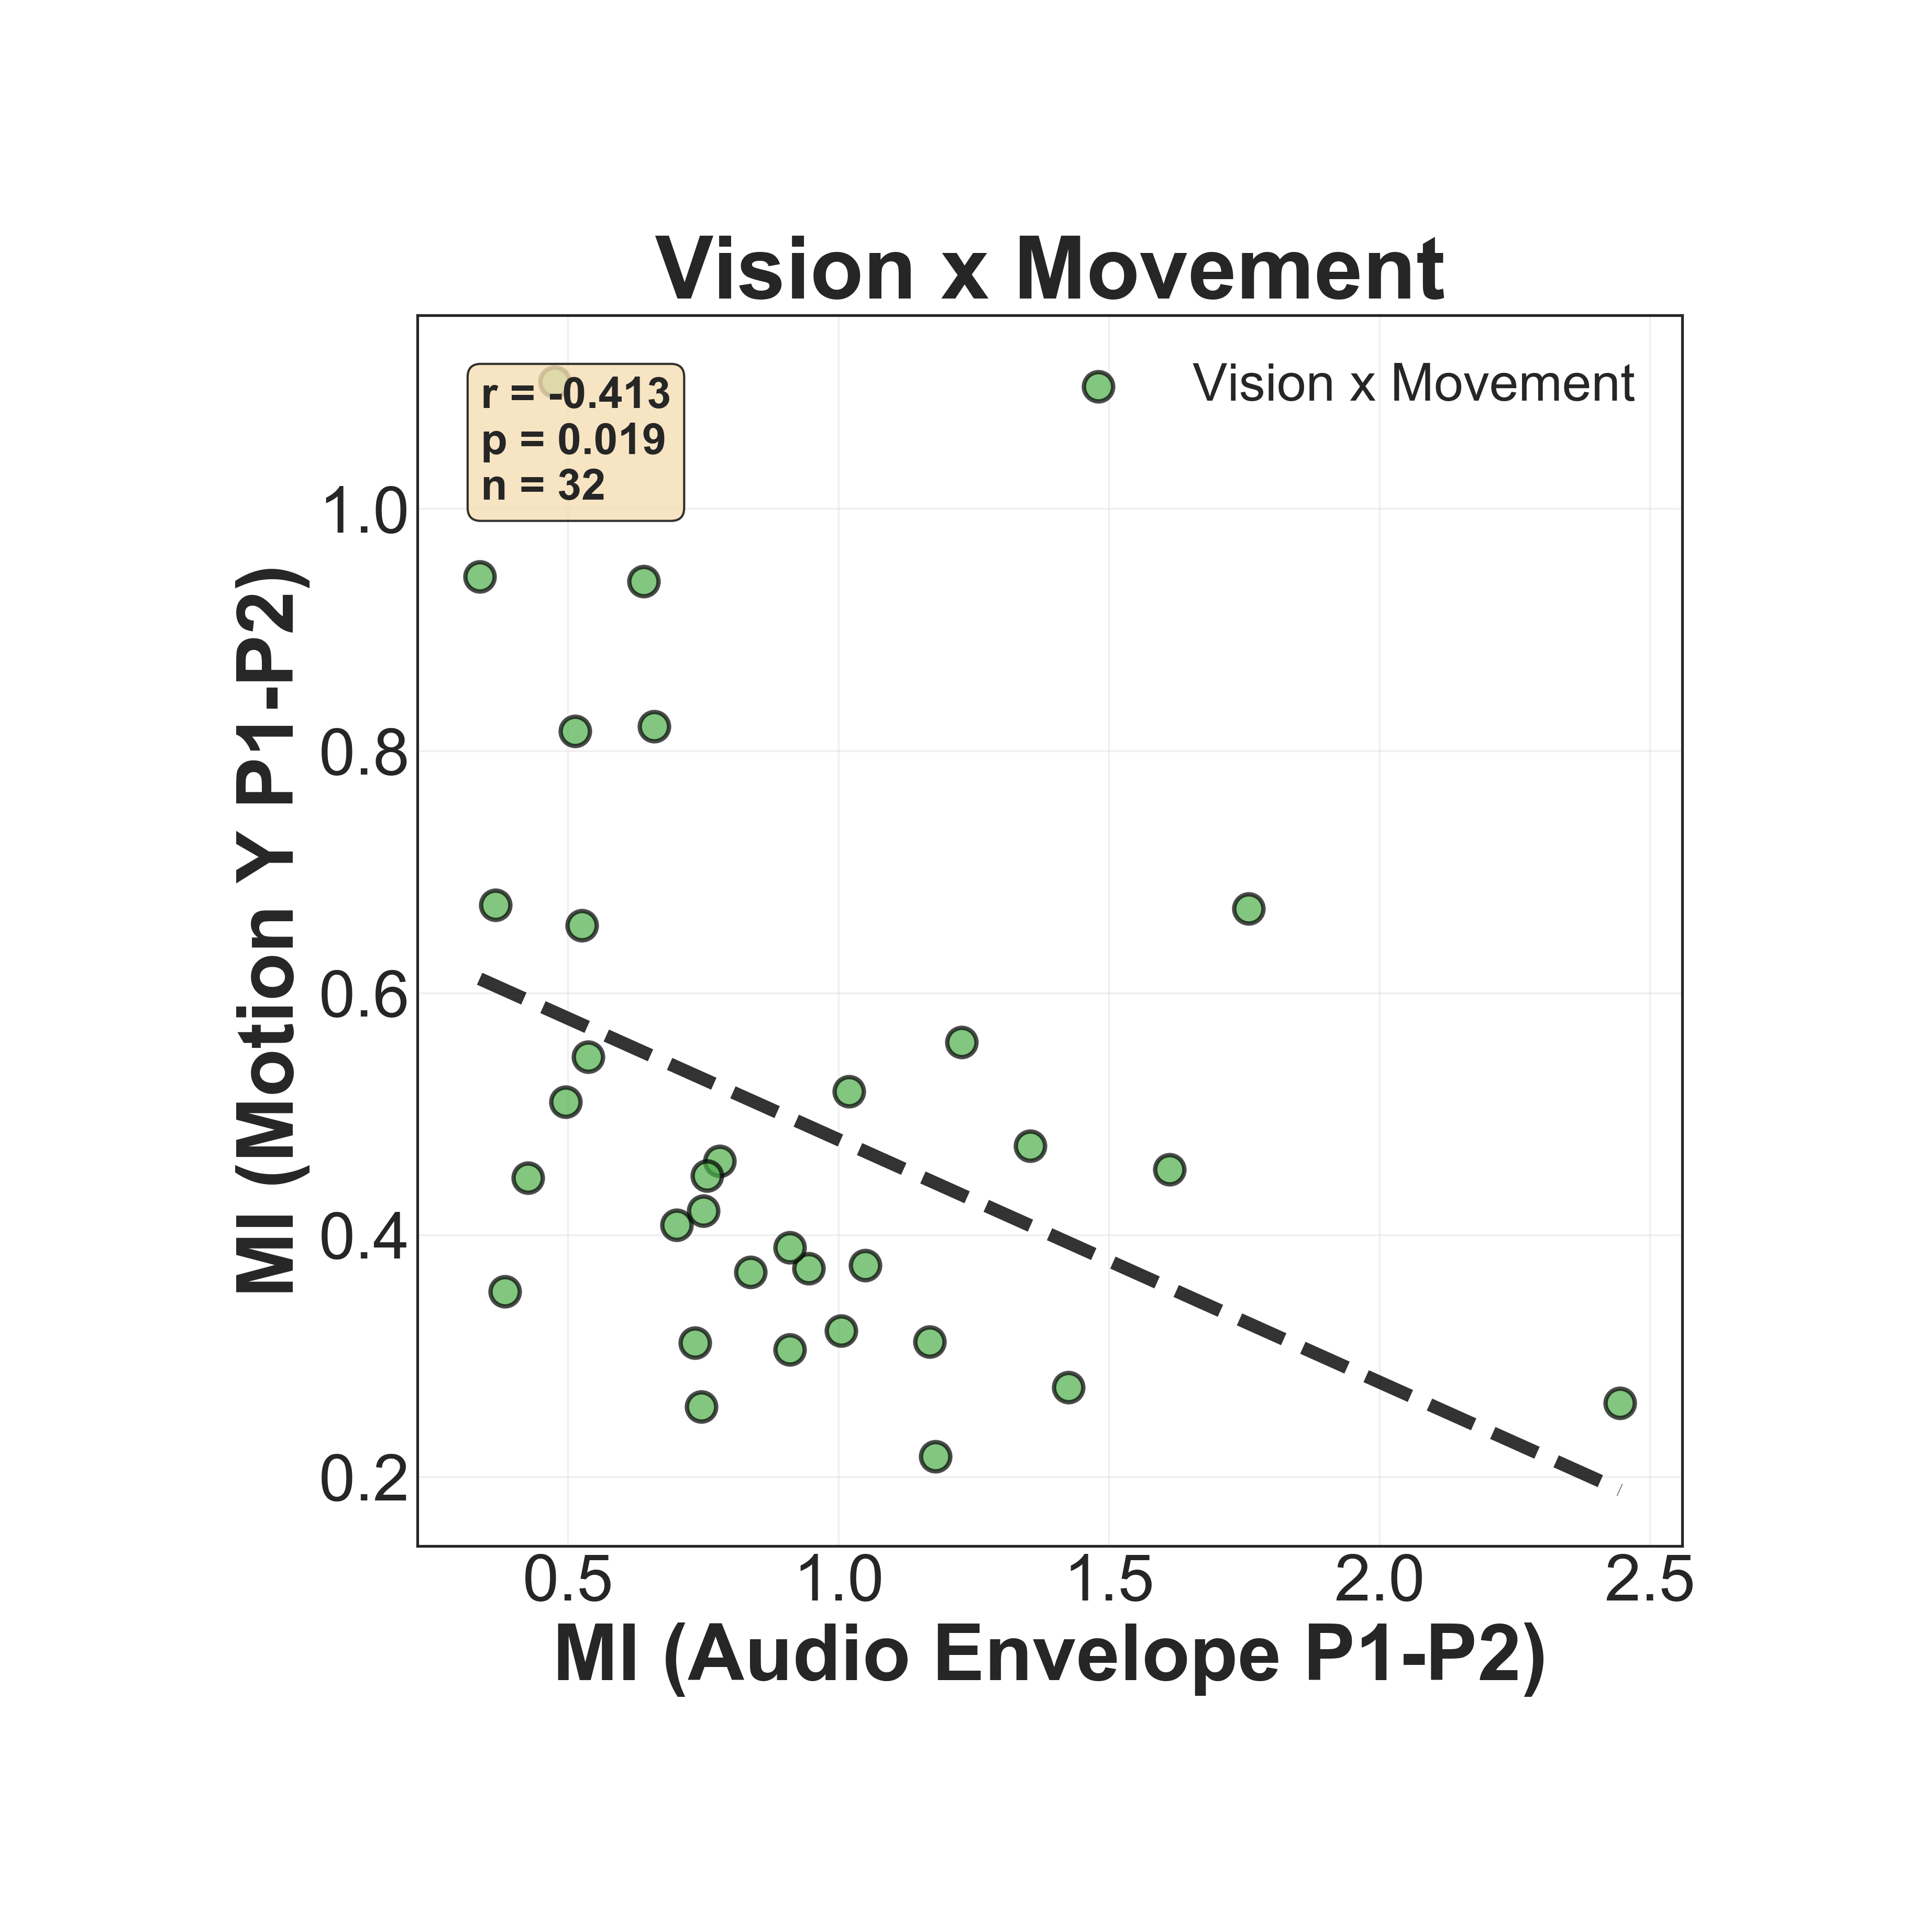 Vision x Movement
r = -0.413
p = 0.019
n = 32
Vision x Movement
MI (Motion Y P1-P2)
1.0
0.8
0.6
0.4
0.2
0.5 1.0 1.5 2.0 2.5
MI (Audio Envelope P1-P2)